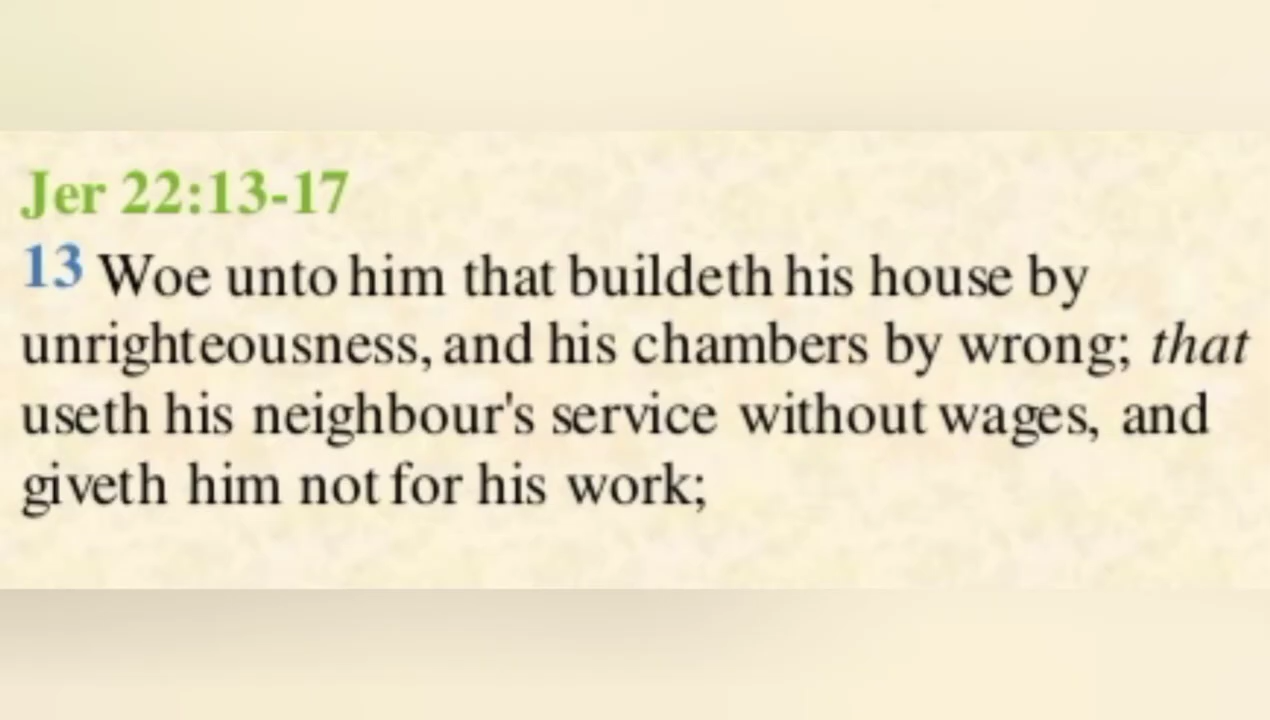 Jer 22:13-17
13 Woe unto him that buildeth his house by
unrighteousness, and his chambers by wrong; that
useth his neighbour's service without wages, and
giveth him not for his work;